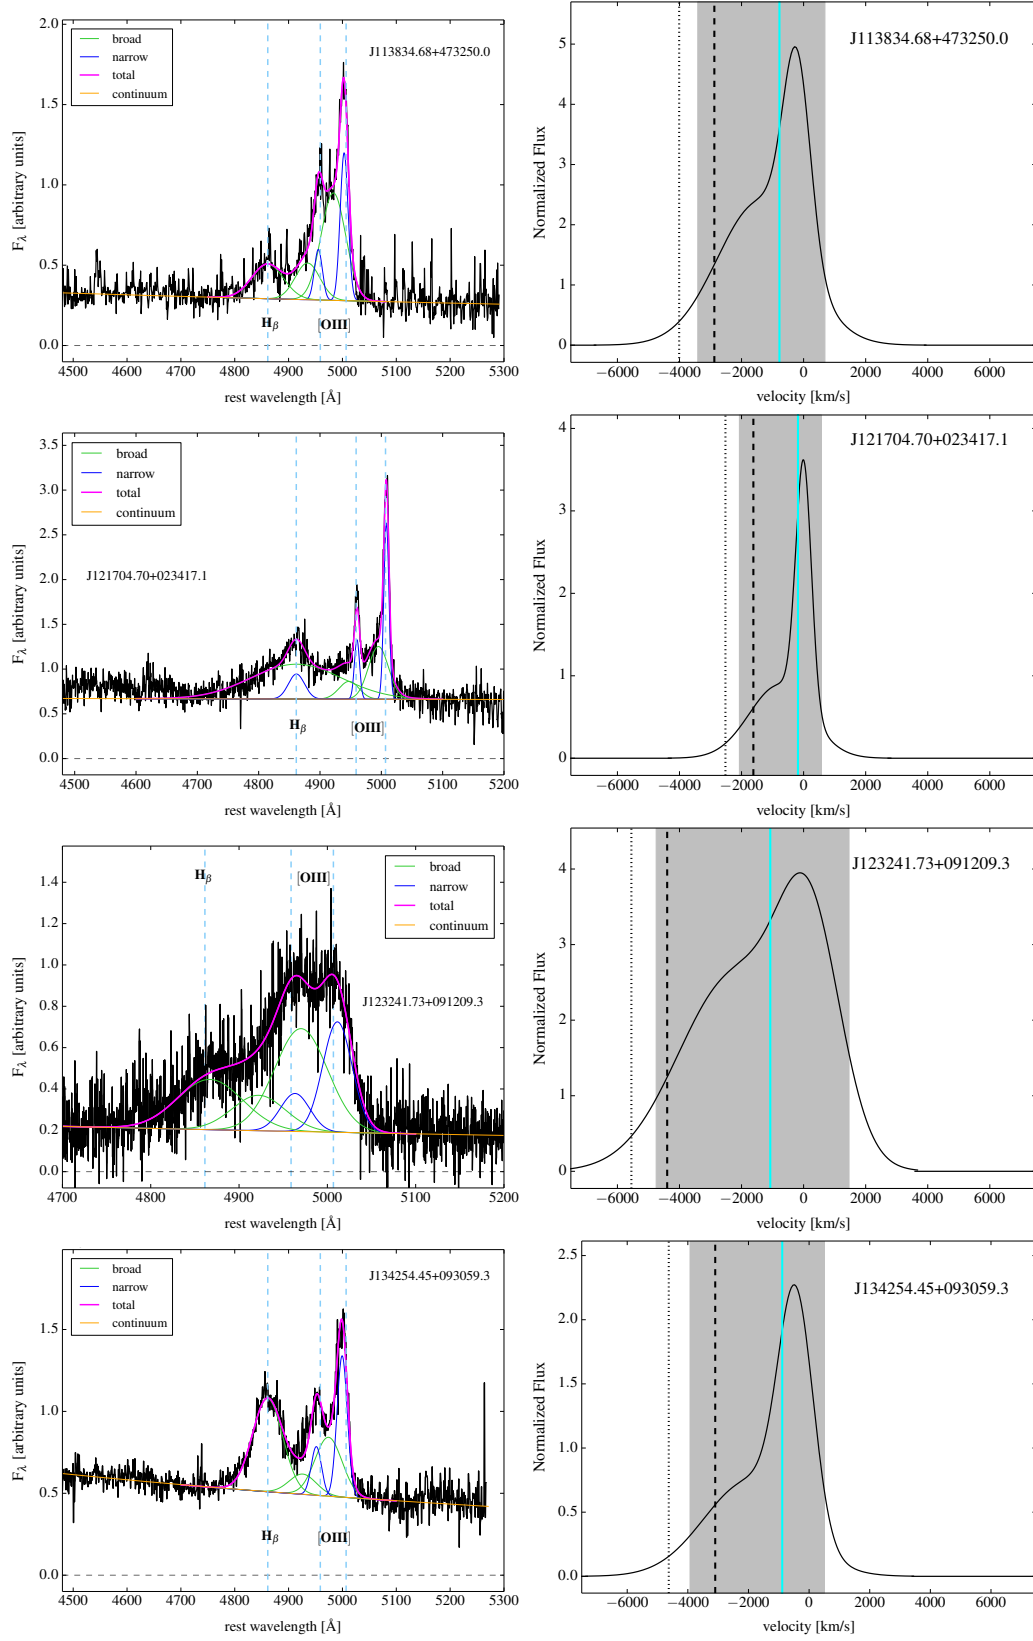 2.0
1.5
1.0
0.5
0.0
F_λ [arbitrary units]
broad
narrow
total
continuum
J113834.68+473250.0
H_β
[OIII]
4500 4600 4700 4800 4900 5000 5100 5200 5300
rest wavelength [Å]
5
4
3
2
1
0
Normalized Flux
J113834.68+473250.0
−6000 −4000 −2000 0 2000 4000 6000
velocity [km/s]
3.5
3.0
2.5
2.0
1.5
1.0
0.5
0.0
F_λ [arbitrary units]
broad
narrow
total
continuum
J121704.70+023417.1
H_β
[OIII]
4500 4600 4700 4800 4900 5000 5100 5200
rest wavelength [Å]
4
3
2
1
0
Normalized Flux
J121704.70+023417.1
−6000 −4000 −2000 0 2000 4000 6000
velocity [km/s]
1.4
1.2
1.0
0.8
0.6
0.4
0.2
0.0
F_λ [arbitrary units]
H_β
[OIII]
broad
narrow
total
continuum
J123241.73+091209.3
4700 4800 4900 5000 5100 5200
rest wavelength [Å]
4
3
2
1
0
Normalized Flux
J123241.73+091209.3
−6000 −4000 −2000 0 2000 4000 6000
velocity [km/s]
1.5
1.0
0.5
0.0
F_λ [arbitrary units]
broad
narrow
total
continuum
J134254.45+093059.3
H_β
[OIII]
4500 4600 4700 4800 4900 5000 5100 5200 5300
rest wavelength [Å]
2.5
2.0
1.5
1.0
0.5
0.0
Normalized Flux
J134254.45+093059.3
−6000 −4000 −2000 0 2000 4000 6000
velocity [km/s]